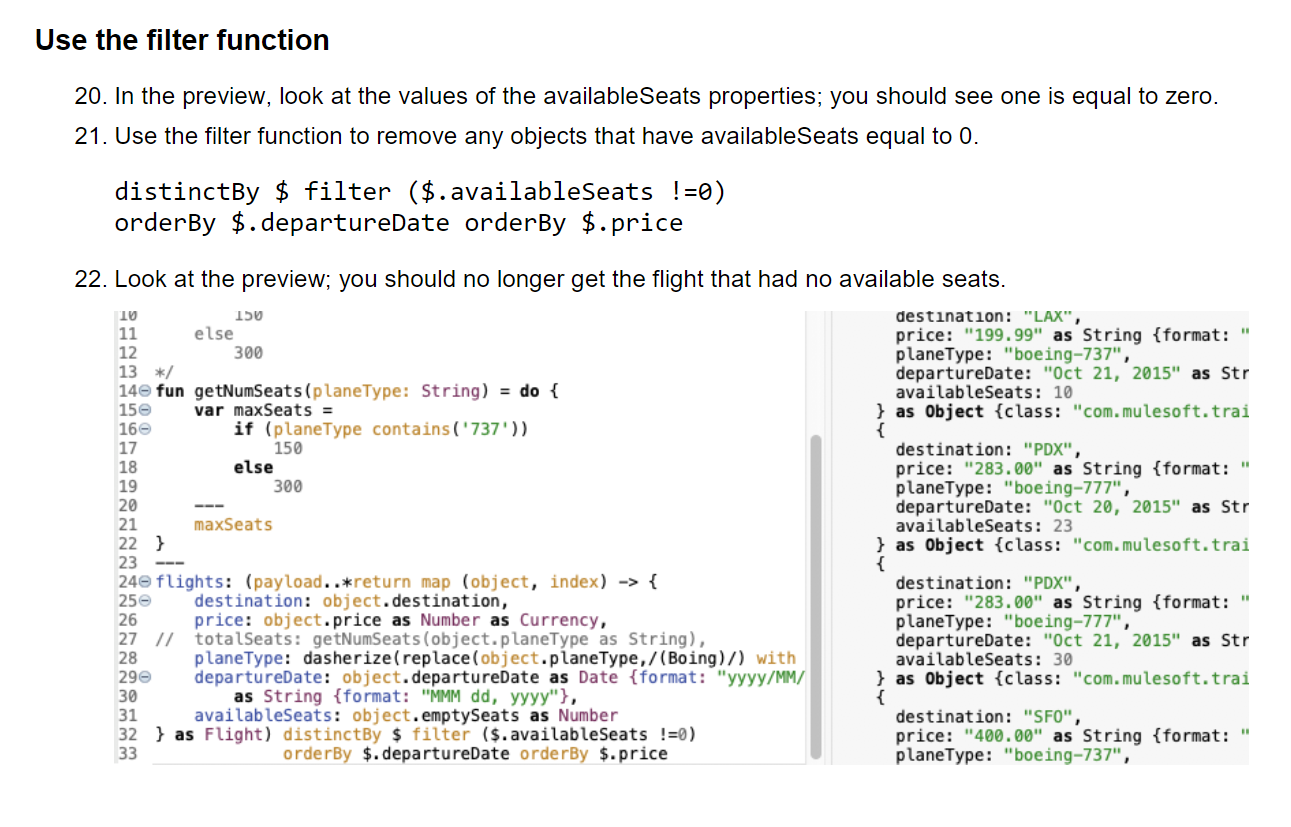 Use the filter function
20. In the preview, look at the values of the availableSeats properties; you should see one is equal to zero.
21. Use the filter function to remove any objects that have availableSeats equal to 0.
distinctBy $ filter ($.availableSeats !=0)
orderBy $.departureDate orderBy $.price
22. Look at the preview; you should no longer get the flight that had no available seats.
10 150
11 else
12 300
13 */
14 fun getNumSeats(planeType: String) = do {
15 var maxSeats =
16 if (planeType contains('737'))
17 150
18 else
19 300
20 ---
21 maxSeats
22 }
23 ---
24 flights: (payload..*return map (object, index) -> {
25 destination: object.destination,
26 price: object.price as Number as Currency,
27 // totalSeats: getNumSeats(object.planeType as String),
28 planeType: dasherize(replace(object.planeType,/(Boing)/) with
29 departureDate: object.departureDate as Date {format: "yyyy/MM/
30 as String {format: "MMM dd, yyyy"},
31 availableSeats: object.emptySeats as Number
32 } as Flight) distinctBy $ filter ($.availableSeats !=0)
33 orderBy $.departureDate orderBy $.price
destination: "LAX",
price: "199.99" as String {format: "
planeType: "boeing-737",
departureDate: "Oct 21, 2015" as Str
availableSeats: 10
} as Object {class: "com.mulesoft.trai
{
destination: "PDX",
price: "283.00" as String {format: "
planeType: "boeing-777",
departureDate: "Oct 20, 2015" as Str
availableSeats: 23
} as Object {class: "com.mulesoft.trai
{
destination: "PDX",
price: "283.00" as String {format: "
planeType: "boeing-777",
departureDate: "Oct 21, 2015" as Str
availableSeats: 30
} as Object {class: "com.mulesoft.trai
{
destination: "SFO",
price: "400.00" as String {format: "
planeType: "boeing-737",